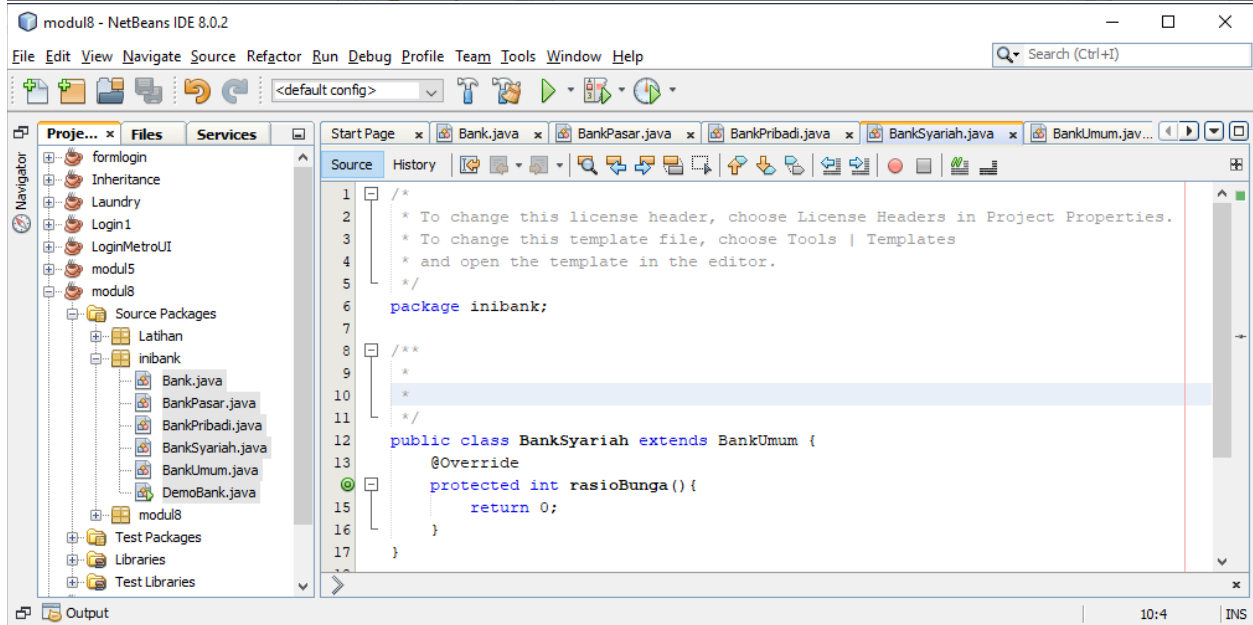 modul8 - NetBeans IDE 8.0.2
File Edit View Navigate Source Refactor Run Debug Profile Team Tools Window Help
Search (Ctrl+I)
<default config>
Proje... x Files Services
Start Page x Bank.java x BankPasar.java x BankPribadi.java x BankSyariah.java x BankUmum.jav...
Navigator
formlogin
Inheritance
Laundry
Login1
LoginMetroUI
modul5
modul8
Source Packages
Latihan
inibank
Bank.java
BankPasar.java
BankPribadi.java
BankSyariah.java
BankUmum.java
DemoBank.java
modul8
Test Packages
Libraries
Test Libraries
Source History
1 /*
2 * To change this license header, choose License Headers in Project Properties.
3 * To change this template file, choose Tools | Templates
4 * and open the template in the editor.
5 */
6 package inibank;
7
8 /**
9 *
10 *
11 */
12 public class BankSyariah extends BankUmum {
13 @Override
protected int rasioBunga(){
15 return 0;
16 }
17 }
Output
10:4 INS